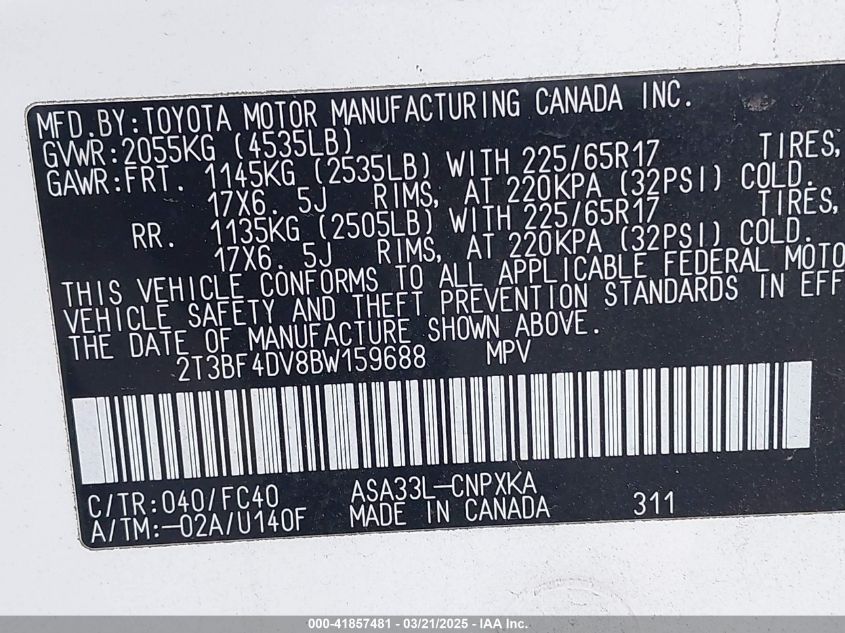 MFD.BY:TOYOTA MOTOR MANUFACTURING CANADA INC.
GVWR:2055KG (4535LB)
GAWR:FRT. 1145KG (2535LB) WITH 225/65R17 TIRES,
17X6. 5J RIMS, AT 220KPA (32PSI) COLD.
RR. 1135KG (2505LB) WITH 225/65R17 TIRES,
17X6. 5J RIMS, AT 220KPA (32PSI) COLD.
THIS VEHICLE CONFORMS TO ALL APPLICABLE FEDERAL MOTO
VEHICLE SAFETY AND THEFT PREVENTION STANDARDS IN EFF
THE DATE OF MANUFACTURE SHOWN ABOVE.
2T3BF4DV8BW159688 MPV
C/TR:040/FC40 ASA33L-CNPXKA 311
A/TM:-02A/U140F MADE IN CANADA
000-41857481 - 03/21/2025 - IAA Inc.